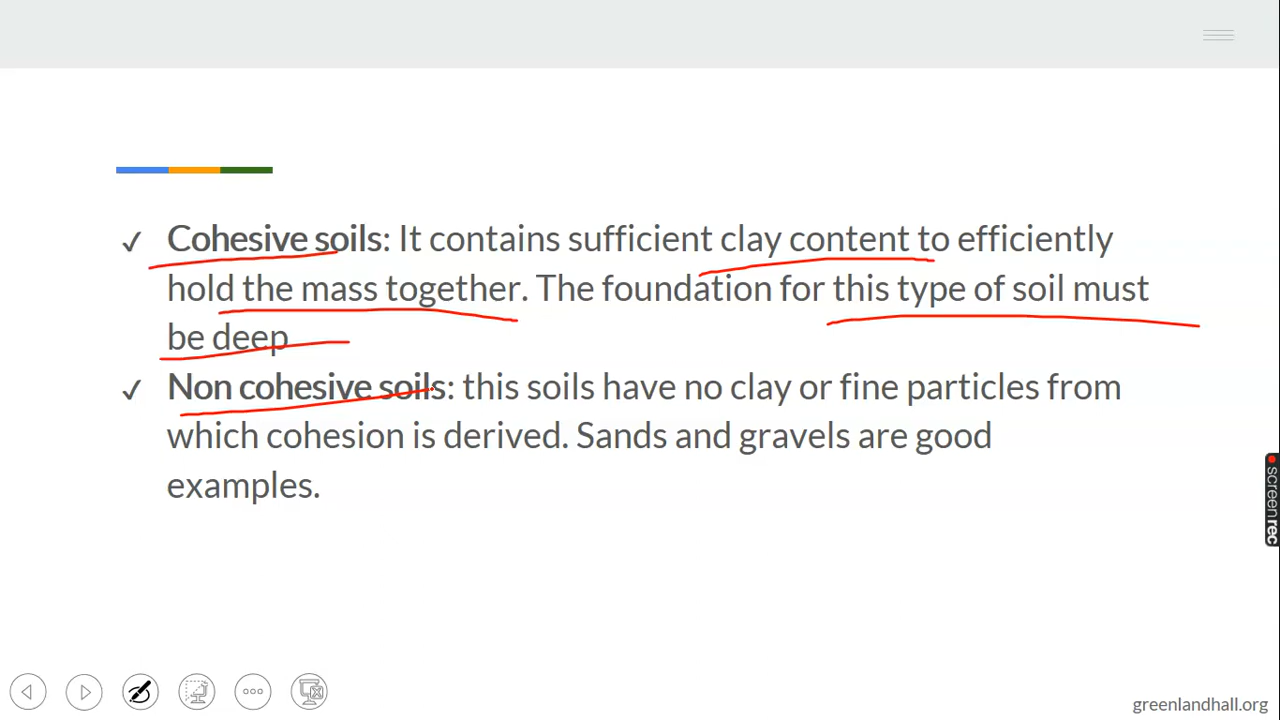 ✓ Cohesive soils: It contains sufficient clay content to efficiently
hold the mass together. The foundation for this type of soil must
be deep
✓ Non cohesive soils: this soils have no clay or fine particles from
which cohesion is derived. Sands and gravels are good
examples.
screenrec
greenlandhall.org